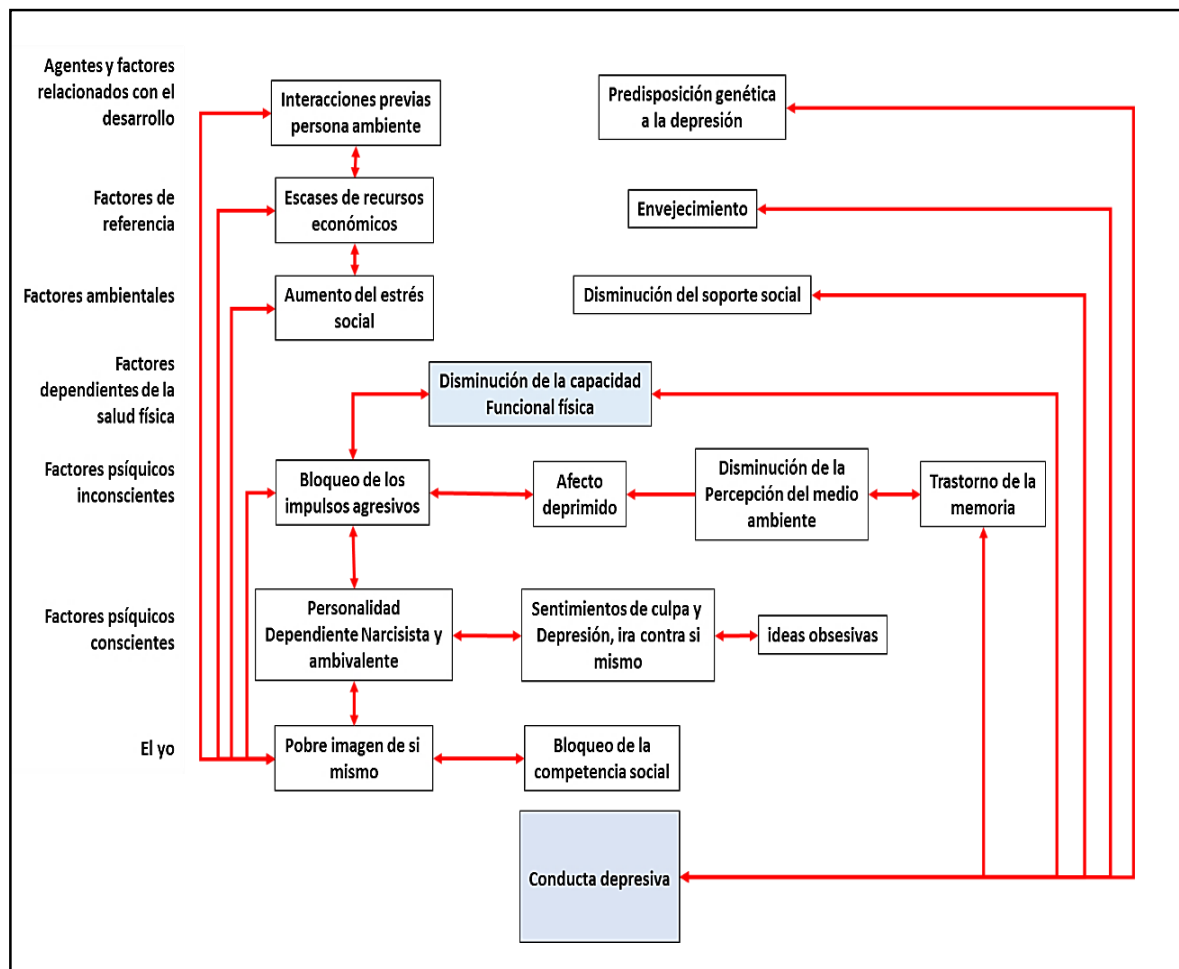 Agentes y factores
relacionados con el
desarrollo
Interacciones previas
persona ambiente
Predisposición genética
a la depresión
Factores de
referencia
Escases de recursos
económicos
Envejecimiento
Factores ambientales
Aumento del estrés
social
Disminución del soporte social
Factores
dependientes de la
salud física
Disminución de la capacidad
Funcional física
Factores psíquicos
inconscientes
Bloqueo de los
impulsos agresivos
Afecto
deprimido
Disminución de la
Percepción del medio
ambiente
Trastorno de la
memoria
Factores psíquicos
conscientes
Personalidad
Dependiente Narcisista y
ambivalente
Sentimientos de culpa y
Depresión, ira contra si
mismo
ideas obsesivas
El yo
Pobre imagen de si
mismo
Bloqueo de la
competencia social
Conducta depresiva